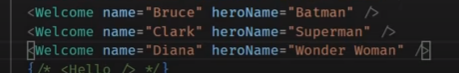 <Welcome name="Bruce" heroName="Batman" />
<Welcome name="Clark" heroName="Superman" />
<Welcome name="Diana" heroName="Wonder Woman" />
{/* <Hello /> */}